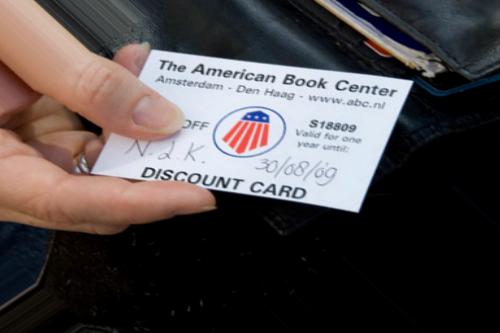 The American Book Center
Amsterdam - Den Haag - www.abc.nl
OFF
S18809
Valid for one
year until:
N.J.K.
30/08/09
DISCOUNT CARD